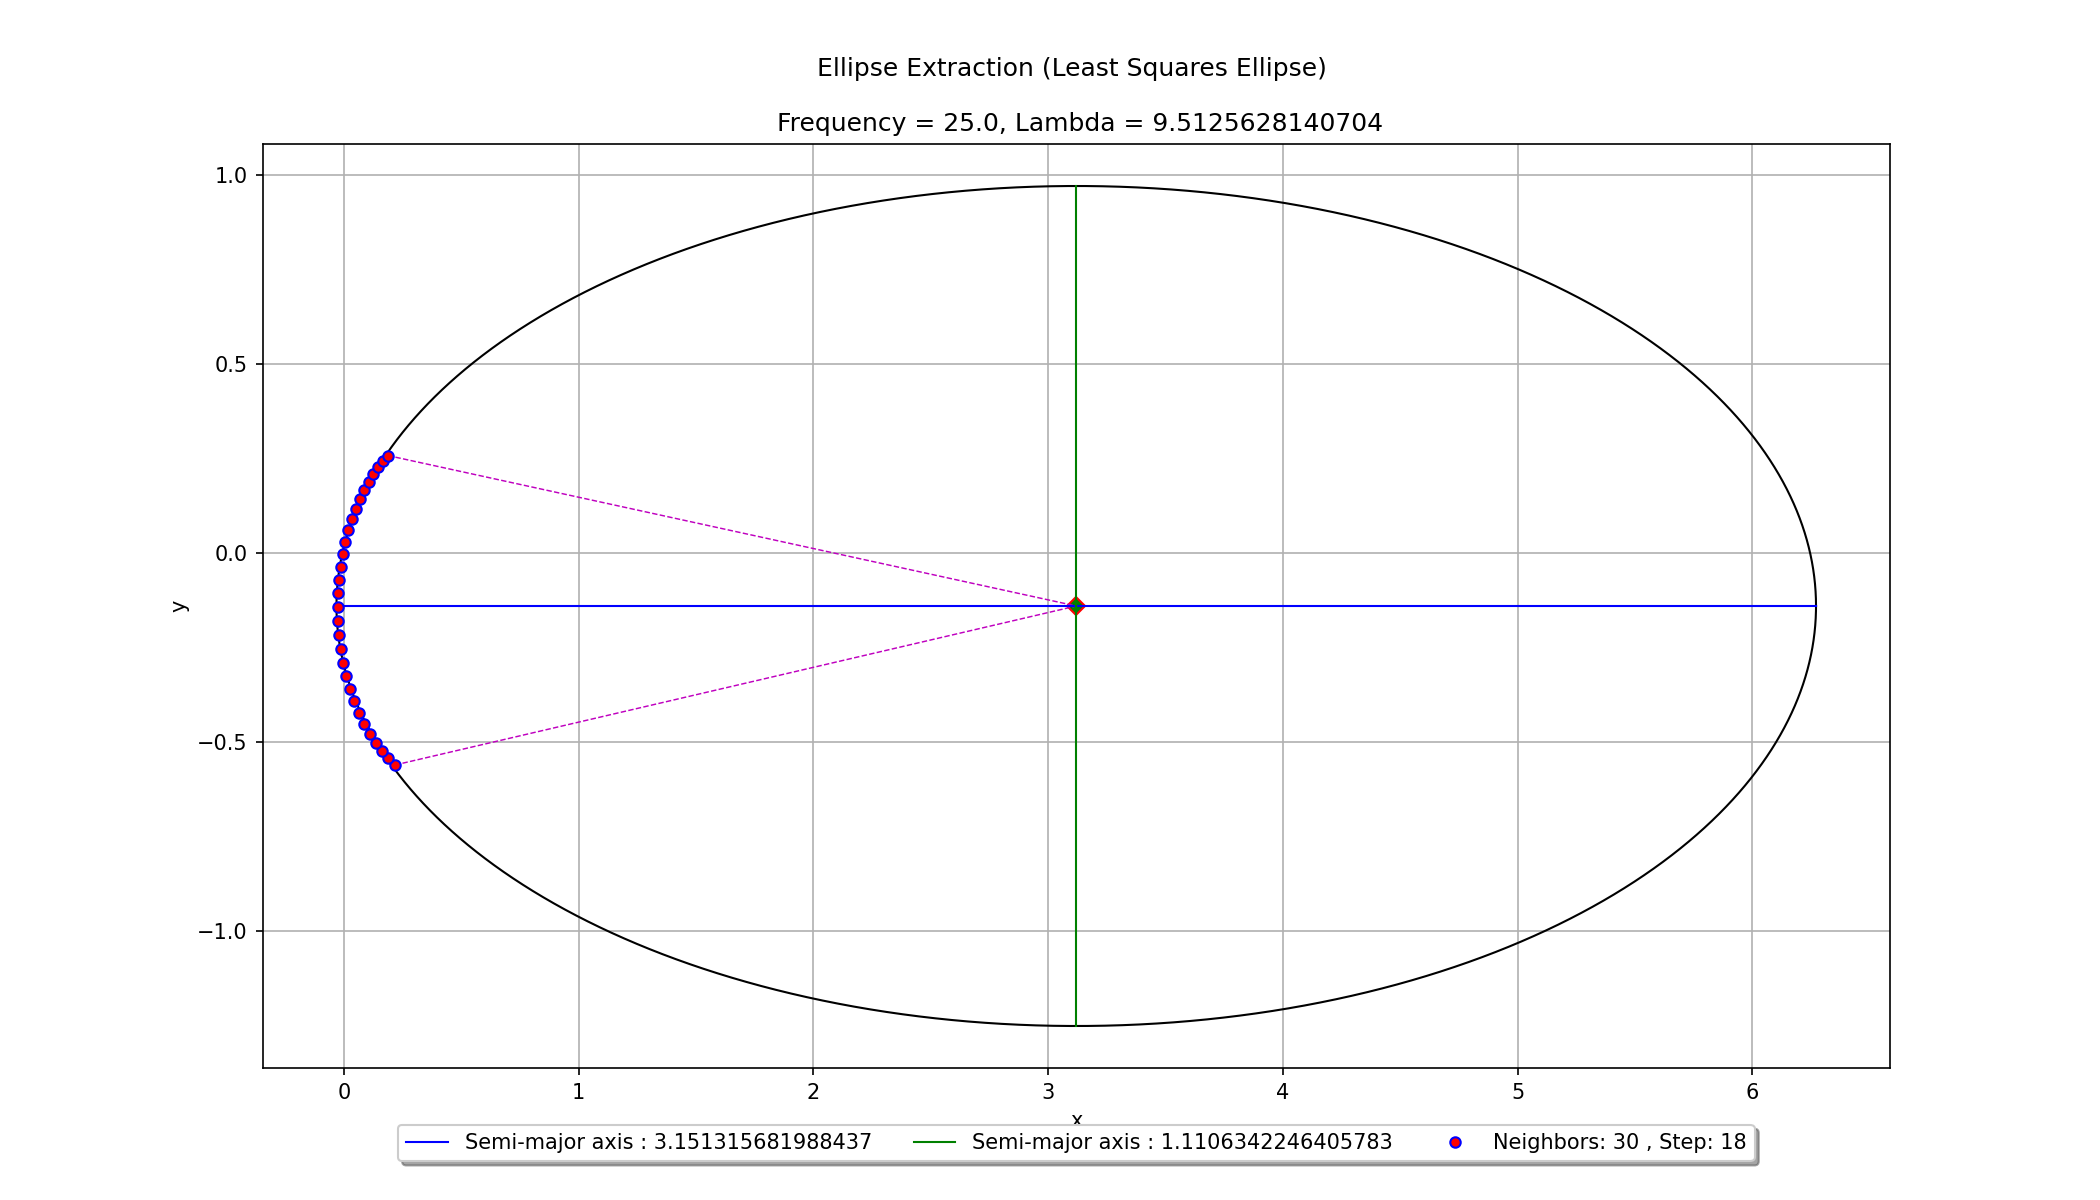 Ellipse Extraction (Least Squares Ellipse)
Frequency = 25.0, Lambda = 9.5125628140704
1.0
0.5
0.0
−0.5
−1.0
y
0 1 2 3 4 5 6
x
Semi-major axis : 3.151315681988437 Semi-major axis : 1.1106342246405783 Neighbors: 30 , Step: 18